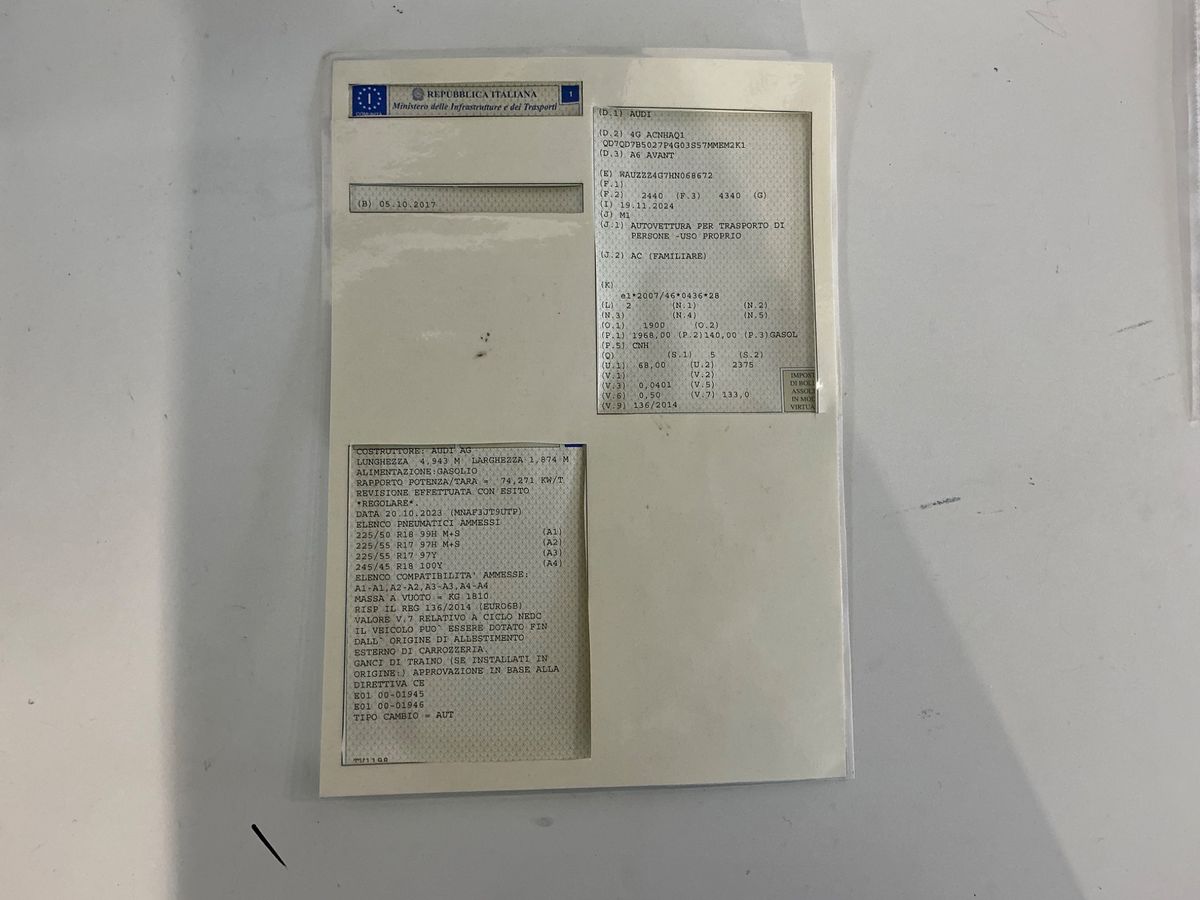 REPUBBLICA ITALIANA
Ministero delle Infrastrutture e dei Trasporti
I
1
(B) 05.10.2017
(D.1) AUDI
(D.2) 4G ACNHAQ1
QD7QD7B5027P4G03S57MMEM2K1
(D.3) A6 AVANT
(E) WAUZZZ4G7HN068672
(F.1)
(F.2) 2440 (F.3) 4340 (G)
(I) 19.11.2024
(J) M1
(J.1) AUTOVETTURA PER TRASPORTO DI
PERSONE -USO PROPRIO
(J.2) AC (FAMILIARE)
(K)
e1*2007/46*0436*28
(L) 2 (N.1) (N.2)
(N.3) (N.4) (N.5)
(O.1) 1900 (O.2)
(P.1) 1968,00 (P.2)140,00 (P.3)GASOL
(P.5) CNH
(Q) (S.1) 5 (S.2)
(U.1) 68,00 (U.2) 2375
(V.1) (V.2)
(V.3) 0,0401 (V.5)
(V.6) 0,50 (V.7) 133,0
(V.9) 136/2014
IMPOST
DI BOLL
ASSOL
IN MOD
VIRTUA
COSTRUTTORE: AUDI AG
LUNGHEZZA 4,943 M LARGHEZZA 1,874 M
ALIMENTAZIONE:GASOLIO
RAPPORTO POTENZA/TARA = 74,271 KW/T
REVISIONE EFFETTUATA CON ESITO
*REGOLARE*.
DATA 20.10.2023 (MNAF3JT9UTP)
ELENCO PNEUMATICI AMMESSI
225/50 R18 99H M+S (A1)
225/55 R17 97H M+S (A2)
225/55 R17 97Y (A3)
245/45 R18 100Y (A4)
ELENCO COMPATIBILITA' AMMESSE:
A1-A1,A2-A2,A3-A3,A4-A4
MASSA A VUOTO = KG 1810
RISP IL REG 136/2014 (EURO6B)
VALORE V.7 RELATIVO A CICLO NEDC
IL VEICOLO PUO` ESSERE DOTATO FIN
DALL` ORIGINE DI ALLESTIMENTO
ESTERNO DI CARROZZERIA.
GANCI DI TRAINO (SE INSTALLATI IN
ORIGINE:) APPROVAZIONE IN BASE ALLA
DIRETTIVA CE
E01 00-01945
E01 00-01946
TIPO CAMBIO = AUT